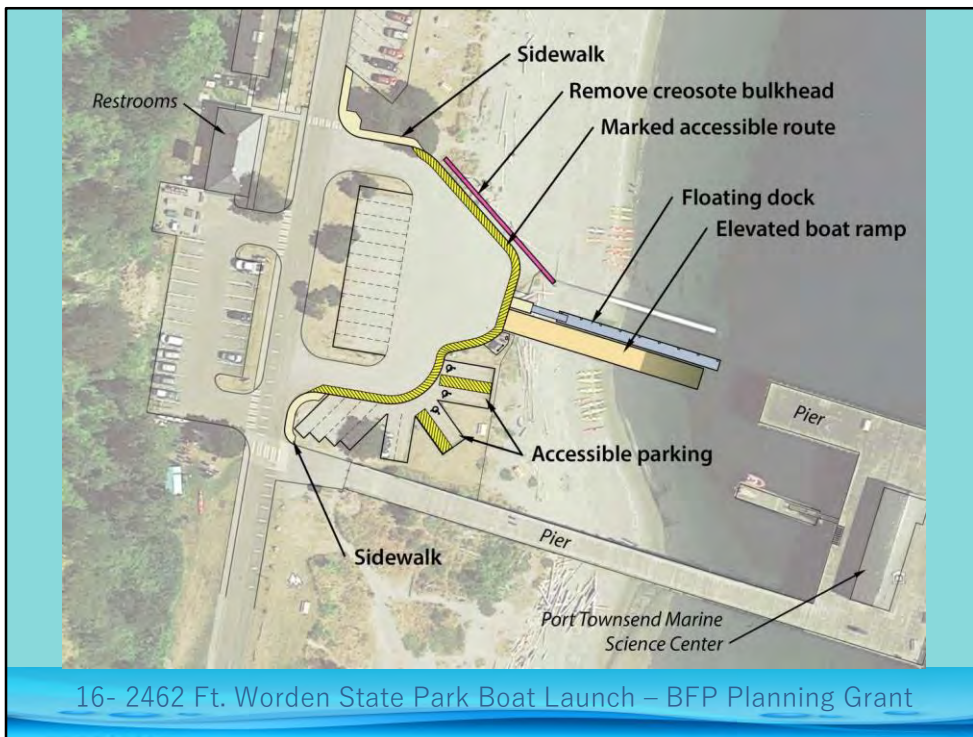 Sidewalk
Restrooms
Remove creosote bulkhead
Marked accessible route
Floating dock
Elevated boat ramp
Pier
Accessible parking
Pier
Sidewalk
Port Townsend Marine
Science Center
16- 2462 Ft. Worden State Park Boat Launch – BFP Planning Grant